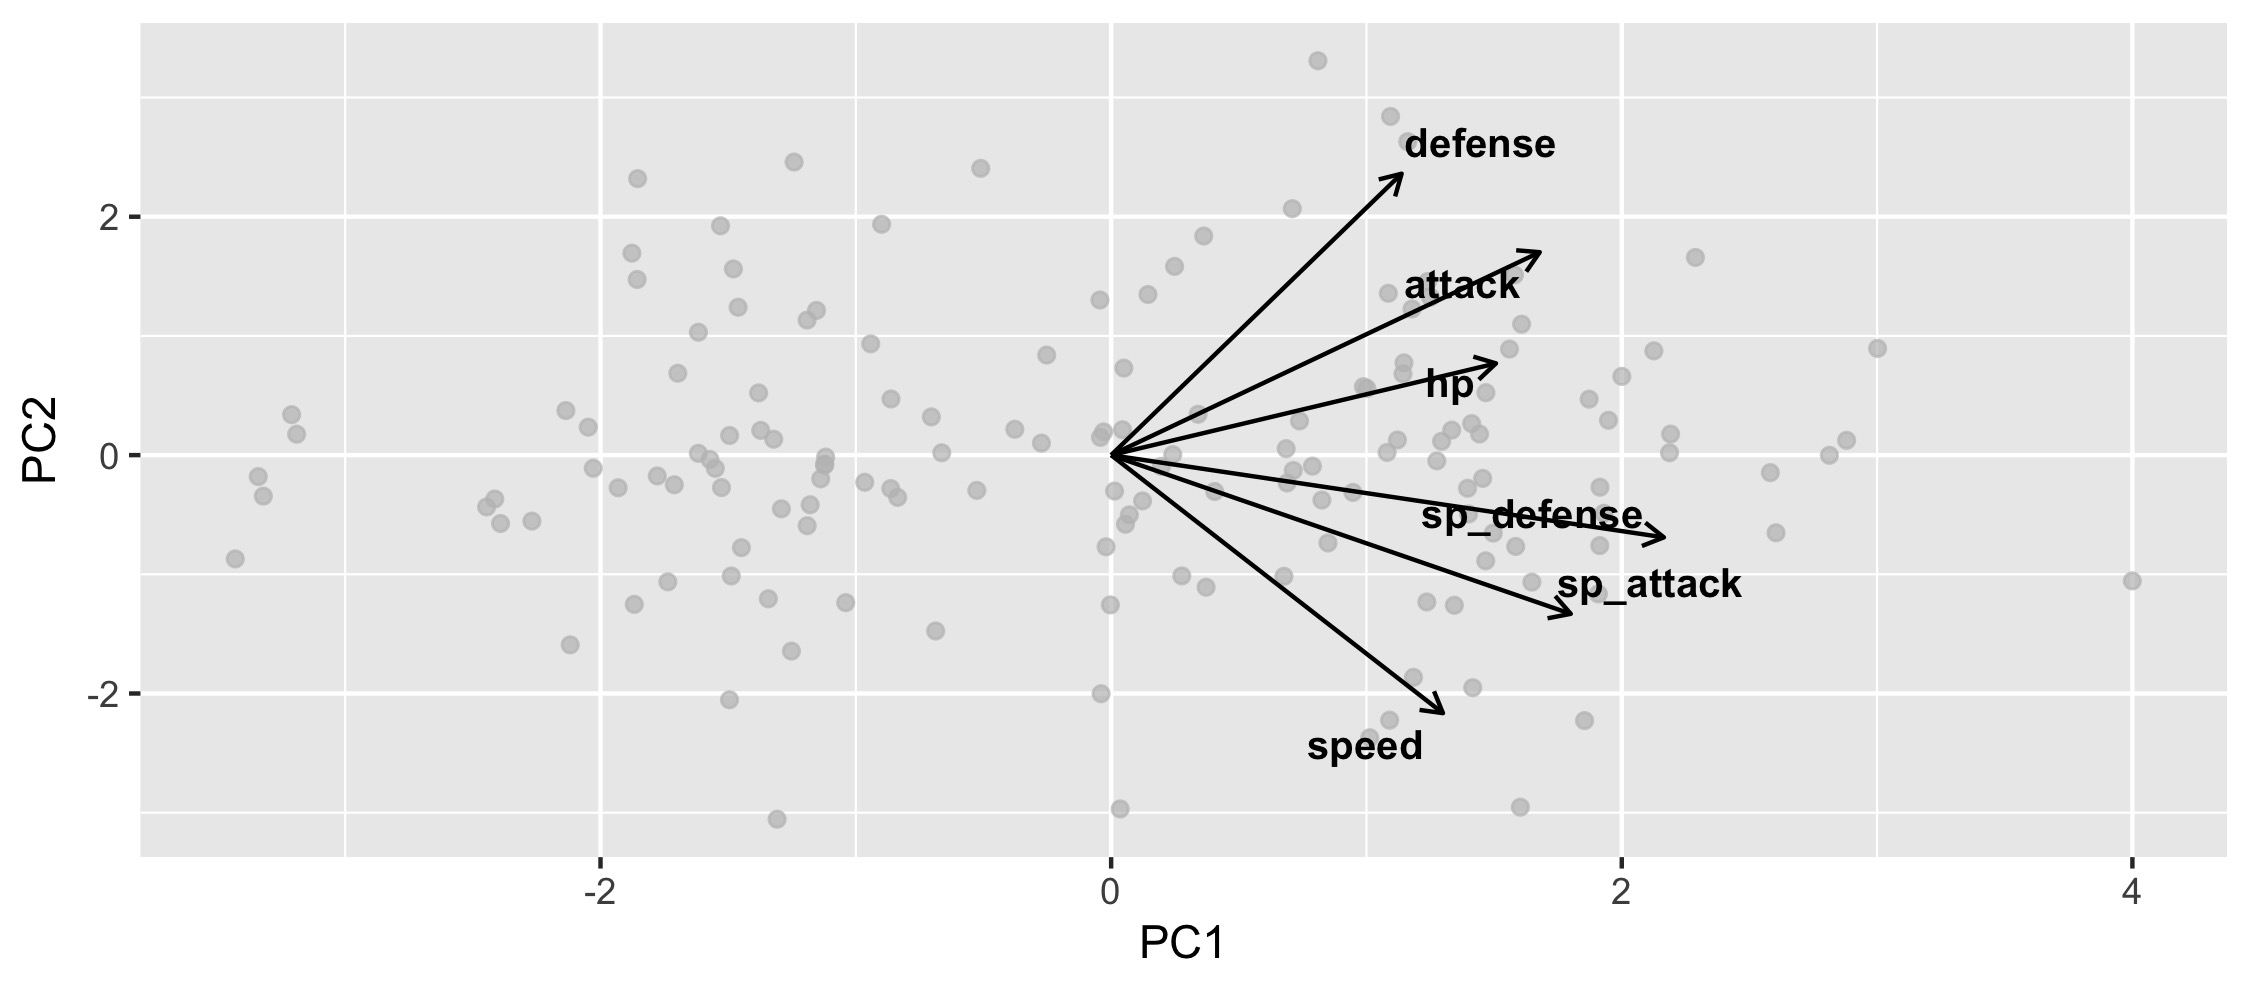 defense
2
attack
hp
PC2
0
sp_defense
sp_attack
-2
speed
-2
0
2
4
PC1